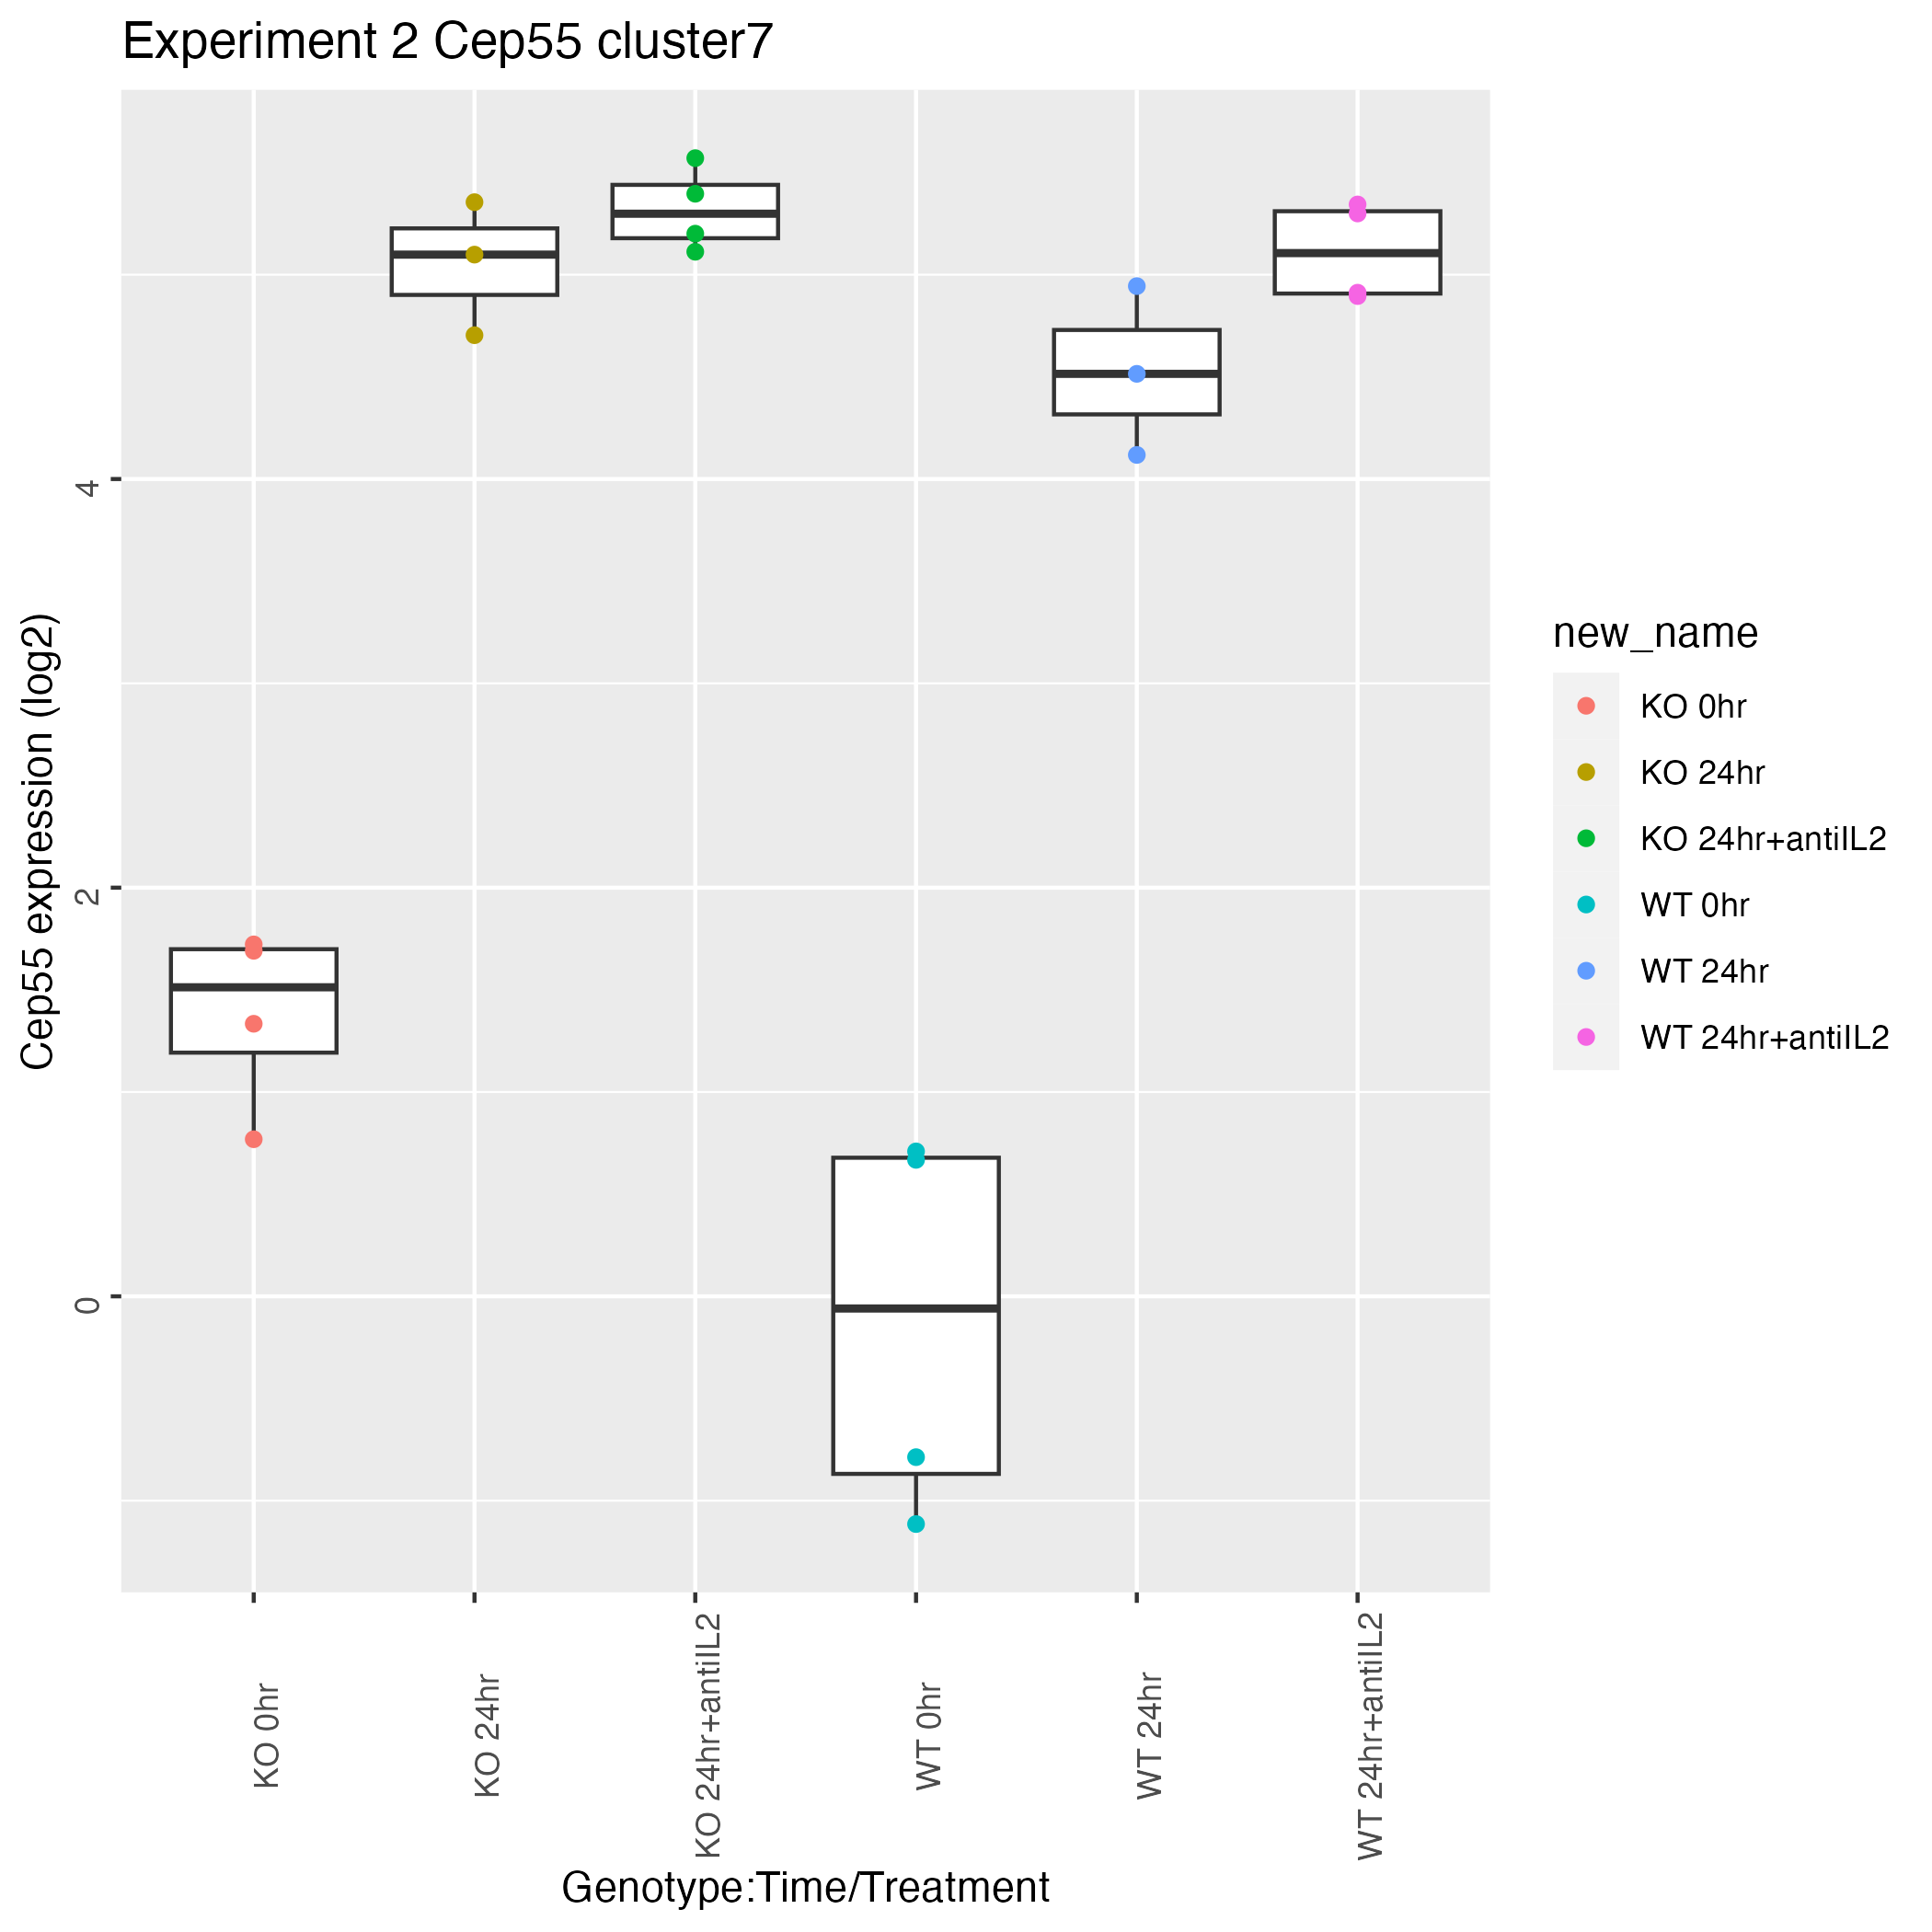 Experiment 2 Cep55 cluster7
Cep55 expression (log2)
4
2
0
KO 0hr
KO 24hr
KO 24hr+antiIL2
WT 0hr
WT 24hr
WT 24hr+antiIL2
Genotype:Time/Treatment
new_name
KO 0hr
KO 24hr
KO 24hr+antiIL2
WT 0hr
WT 24hr
WT 24hr+antiIL2